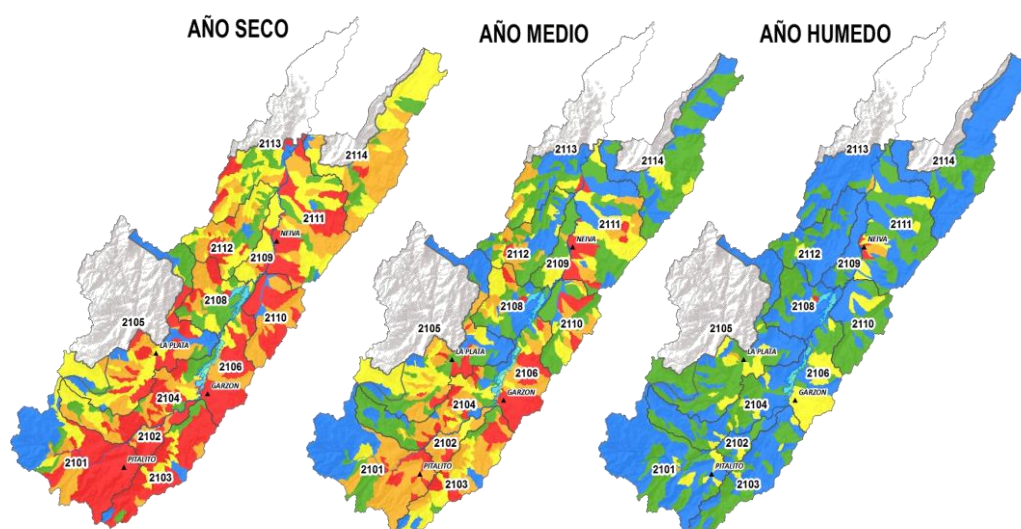 AÑO SECO
AÑO MEDIO
AÑO HUMEDO
2113
2114
2111
NEIVA
2112
2109
2108
2110
2105
LA PLATA
2106
GARZON
2104
2102
2101
PITALITO
2103
2113
2114
2111
NEIVA
2112
2109
2108
2110
2105
LA PLATA
2106
GARZON
2104
2102
2101
PITALITO
2103
2113
2114
2111
NEIVA
2112
2109
2108
2110
2105
LA PLATA
2106
GARZON
2104
2102
2101
PITALITO
2103